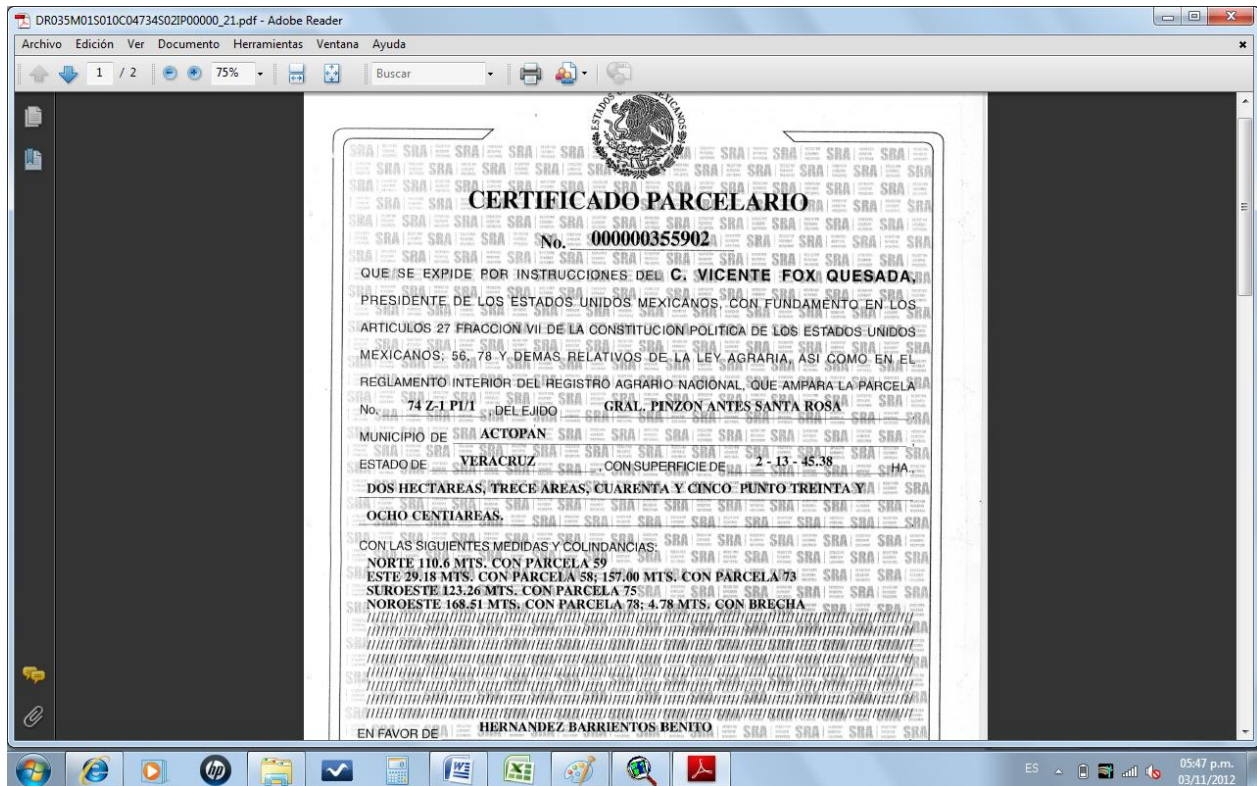 DR035M01S010C04734S02IP00000_21.pdf - Adobe Reader
Archivo Edición Ver Documento Herramientas Ventana Ayuda
1 / 2 75% Buscar
ESTADOS UNIDOS MEXICANOS
CERTIFICADO PARCELARIO
No. 000000355902
QUE SE EXPIDE POR INSTRUCCIONES DEL C. VICENTE FOX QUESADA,
PRESIDENTE DE LOS ESTADOS UNIDOS MEXICANOS, CON FUNDAMENTO EN LOS
ARTICULOS 27 FRACCION VII DE LA CONSTITUCION POLITICA DE LOS ESTADOS UNIDOS
MEXICANOS; 56, 78 Y DEMAS RELATIVOS DE LA LEY AGRARIA, ASI COMO EN EL
REGLAMENTO INTERIOR DEL REGISTRO AGRARIO NACIONAL, QUE AMPARA LA PARCELA
No. 74 Z-1 P1/1 DEL EJIDO GRAL. PINZON ANTES SANTA ROSA
MUNICIPIO DE ACTOPAN
ESTADO DE VERACRUZ, CON SUPERFICIE DE 2 - 13 - 45.38 HA.,
DOS HECTAREAS, TRECE AREAS, CUARENTA Y CINCO PUNTO TREINTA Y
OCHO CENTIAREAS.
CON LAS SIGUIENTES MEDIDAS Y COLINDANCIAS:
NORTE 110.6 MTS. CON PARCELA 59
ESTE 29.18 MTS. CON PARCELA 58; 157.00 MTS. CON PARCELA 73
SUROESTE 123.26 MTS. CON PARCELA 75
NOROESTE 168.51 MTS. CON PARCELA 78; 4.78 MTS. CON BRECHA
EN FAVOR DE HERNANDEZ BARRIENTOS BENITO
SRA
ES 05:47 p.m.
03/11/2012